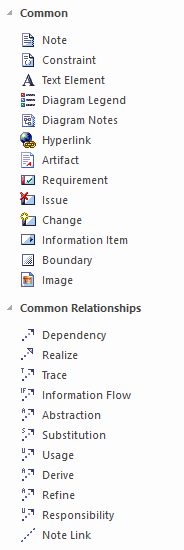 Common
Note
Constraint
Text Element
Diagram Legend
Diagram Notes
Hyperlink
Artifact
Requirement
Issue
Change
Information Item
Boundary
Image
Common Relationships
Dependency
Realize
T Trace
IF Information Flow
A Abstraction
S Substitution
U Usage
A Derive
A Refine
U Responsibility
Note Link